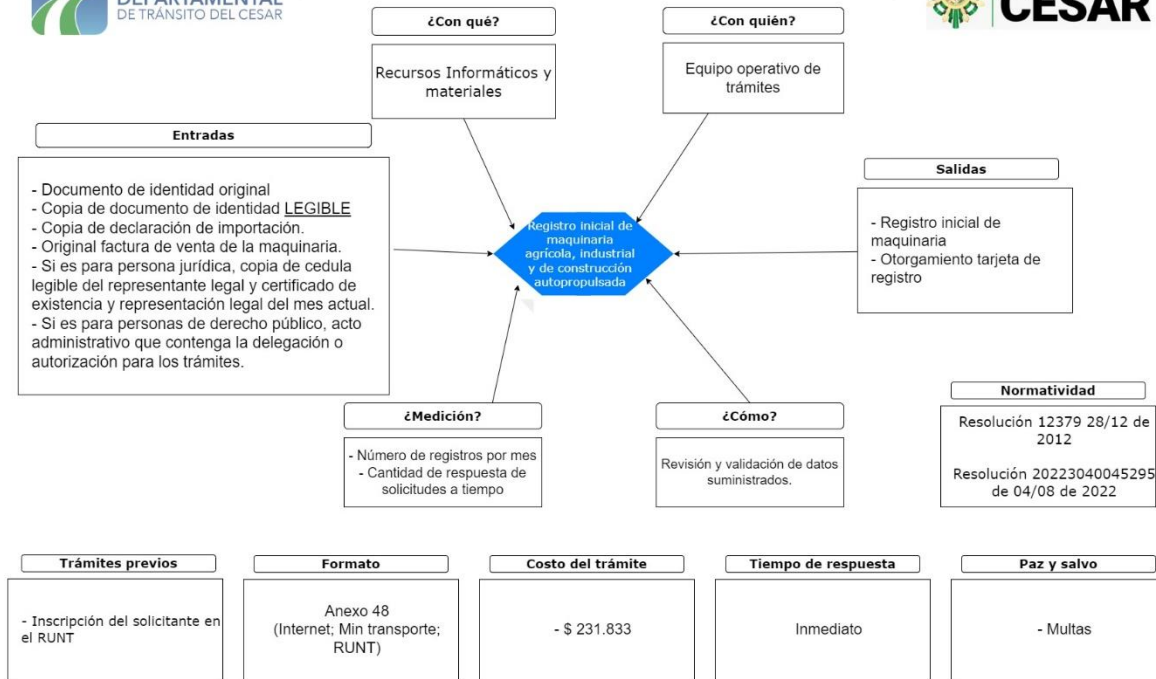 DEPARTAMENTAL
DE TRÁNSITO DEL CESAR
CESAR
¿Con qué?
Recursos Informáticos y
materiales
¿Con quién?
Equipo operativo de
trámites
Entradas
- Documento de identidad original
- Copia de documento de identidad LEGIBLE
- Copia de declaración de importación.
- Original factura de venta de la maquinaria.
- Si es para persona jurídica, copia de cedula
legible del representante legal y certificado de
existencia y representación legal del mes actual.
- Si es para personas de derecho público, acto
administrativo que contenga la delegación o
autorización para los trámites.
Registro inicial de
maquinaria
agrícola, industrial
y de construcción
autopropulsada
Salidas
- Registro inicial de
maquinaria
- Otorgamiento tarjeta de
registro
¿Medición?
- Número de registros por mes
- Cantidad de respuesta de
solicitudes a tiempo
¿Cómo?
Revisión y validación de datos
suministrados.
Normatividad
Resolución 12379 28/12 de
2012
Resolución 20223040045295
de 04/08 de 2022
Trámites previos
- Inscripción del solicitante en
el RUNT
Formato
Anexo 48
(Internet; Min transporte;
RUNT)
Costo del trámite
- $ 231.833
Tiempo de respuesta
Inmediato
Paz y salvo
- Multas